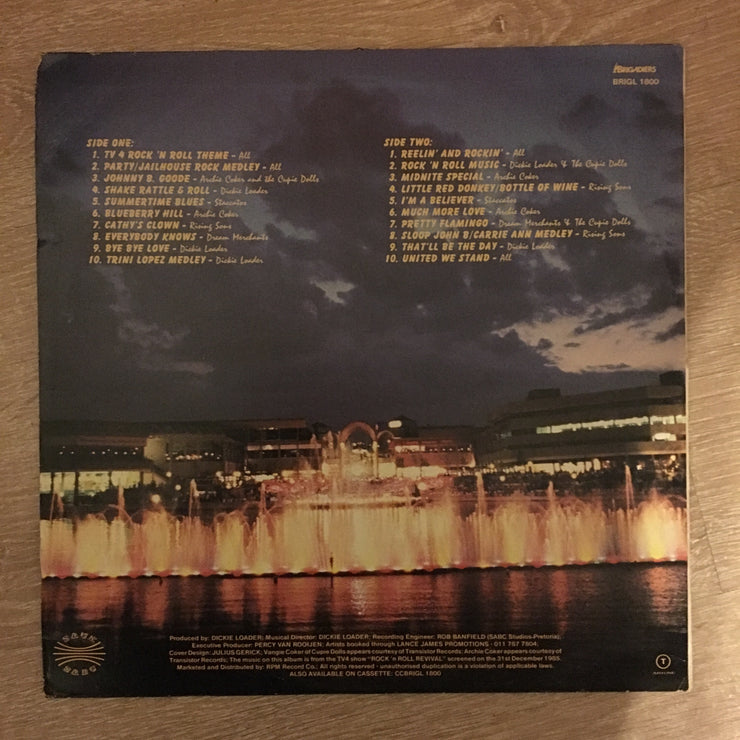 BRIGADIERS
BRIGL 1800
SIDE ONE:
1. TV 4 ROCK 'N ROLL THEME - All
2. PARTY/JAILHOUSE ROCK MEDLEY - All
3. JOHNNY B. GOODE - Archie Coker and the Cupie Dolls
4. SHAKE RATTLE & ROLL - Dickie Loader
5. SUMMERTIME BLUES - Staccatos
6. BLUEBERRY HILL - Archie Coker
7. CATHY'S CLOWN - Rising Sons
8. EVERYBODY KNOWS - Dream Merchants
9. BYE BYE LOVE - Dickie Loader
10. TRINI LOPEZ MEDLEY - Dickie Loader
SIDE TWO:
1. REELIN' AND ROCKIN' - All
2. ROCK 'N ROLL MUSIC - Dickie Loader & The Cupie Dolls
3. MIDNITE SPECIAL - Archie Coker
4. LITTLE RED DONKEY/BOTTLE OF WINE - Rising Sons
5. I'M A BELIEVER - Staccatos
6. MUCH MORE LOVE - Archie Coker
7. PRETTY FLAMINGO - Dream Merchants & The Cupie Dolls
8. SLOOP JOHN B/CARRIE ANN MEDLEY - Rising Sons
9. THAT'LL BE THE DAY - Dickie Loader
10. UNITED WE STAND - All
Produced by: DICKIE LOADER; Musical Director: DICKIE LOADER; Recording Engineer: ROB BANFIELD (SABC Studios-Pretoria);
Executive Producer: PERCY VAN ROOUEN; Artists booked through LANCE JAMES PROMOTIONS - 011 767 7604;
Cover Design: JULIUS GERICK; Vangie Coker of Cupie Dolls appears courtesy of Transistor Records; Archie Coker appears courtesy of
Transistor Records; The music on this album is from the TV4 show "ROCK 'n ROLL REVIVAL" screened on the 31st December 1985.
Marketed and Distributed by: RPM Record Co.; All rights reserved - unauthorised duplication is a violation of applicable laws.
ALSO AVAILABLE ON CASSETTE: CCBRIGL 1800
T